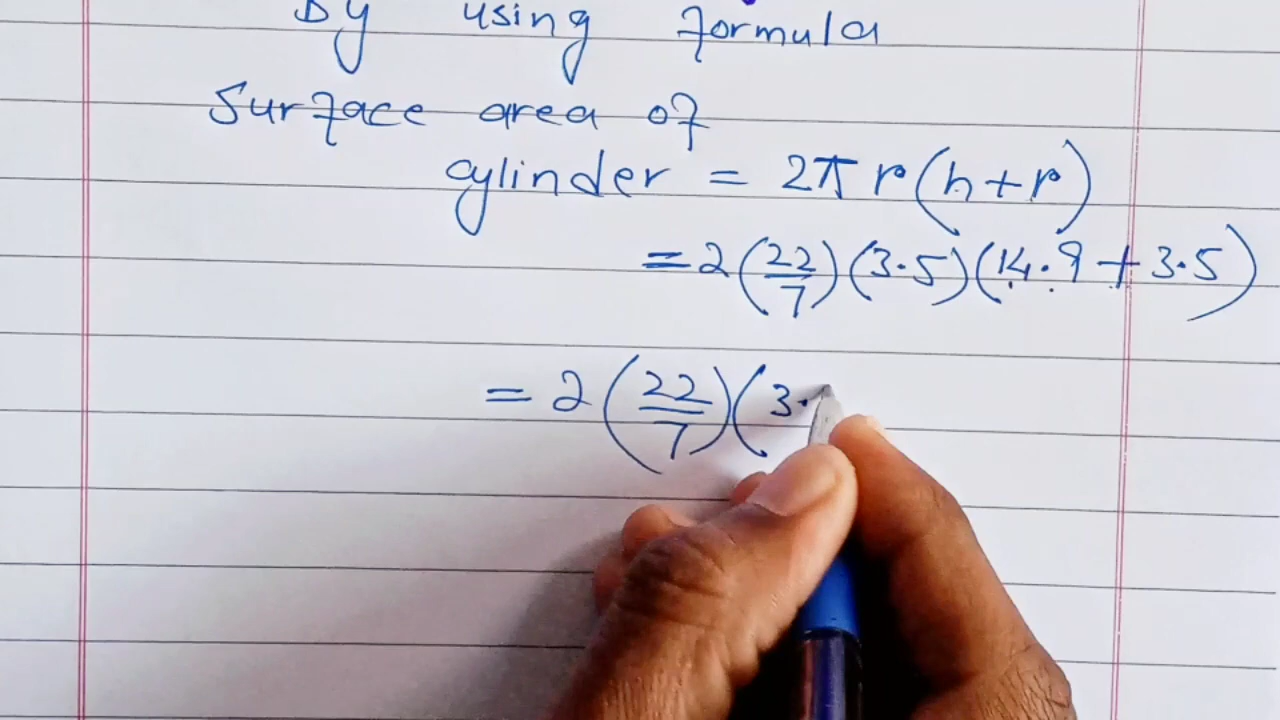 By using formula
Surface area of
cylinder = 2π r(h+r)
= 2(22/7)(3.5)(14.9+3.5)
= 2(22/7)(3.